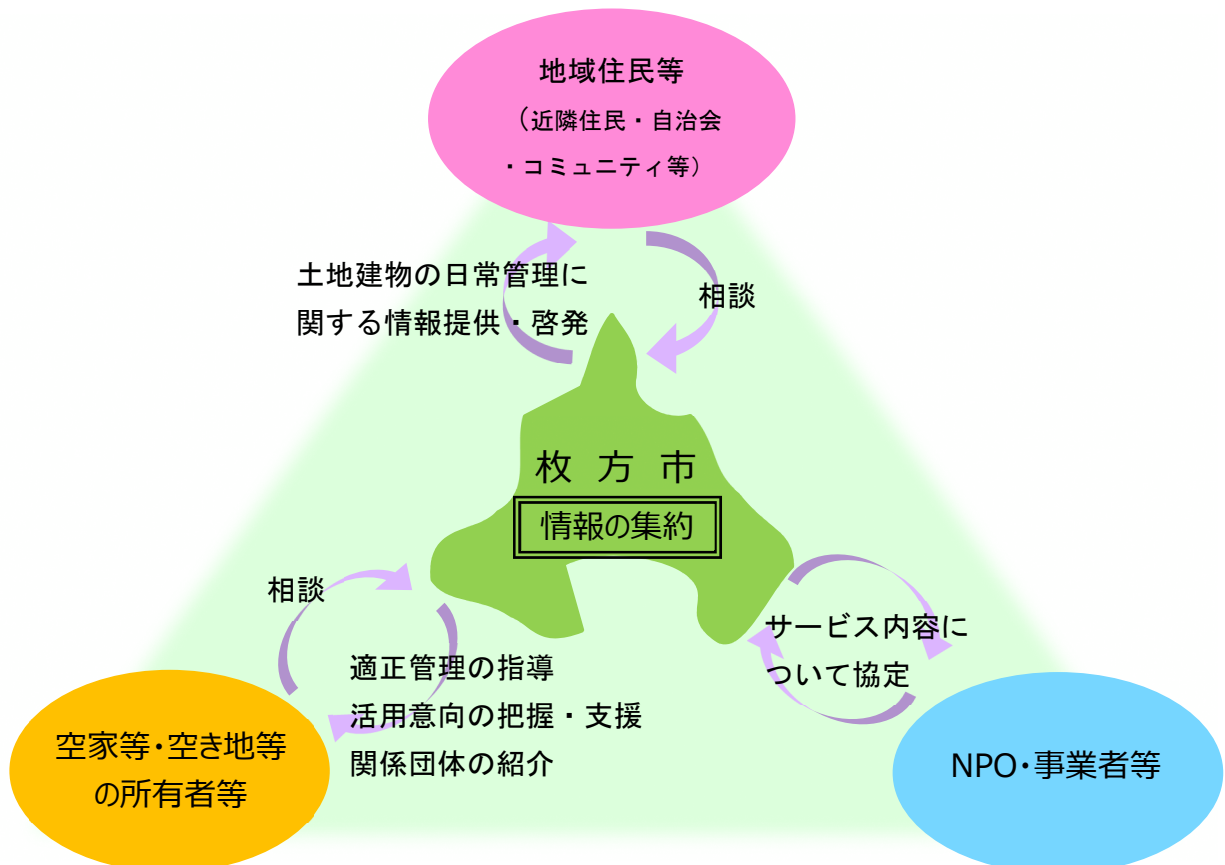 地域住民等
（近隣住民・自治会
・コミュニティ等）
土地建物の日常管理に
関する情報提供・啓発
相談
枚方市
情報の集約
相談
適正管理の指導
活用意向の把握・支援
関係団体の紹介
サービス内容に
ついて協定
空家等・空き地等
の所有者等
NPO・事業者等